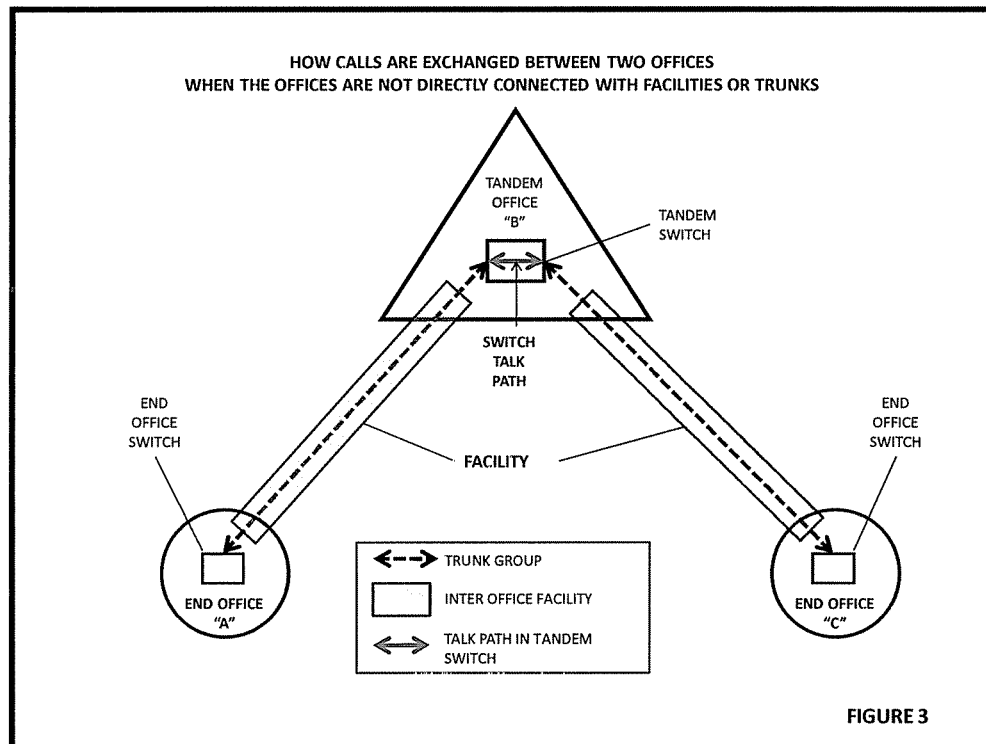 HOW CALLS ARE EXCHANGED BETWEEN TWO OFFICES
WHEN THE OFFICES ARE NOT DIRECTLY CONNECTED WITH FACILITIES OR TRUNKS
TANDEM
OFFICE
"B"
TANDEM
SWITCH
SWITCH
TALK
PATH
END
OFFICE
SWITCH
END
OFFICE
SWITCH
FACILITY
END OFFICE
"A"
END OFFICE
"C"
TRUNK GROUP
INTER OFFICE FACILITY
TALK PATH IN TANDEM
SWITCH
FIGURE 3